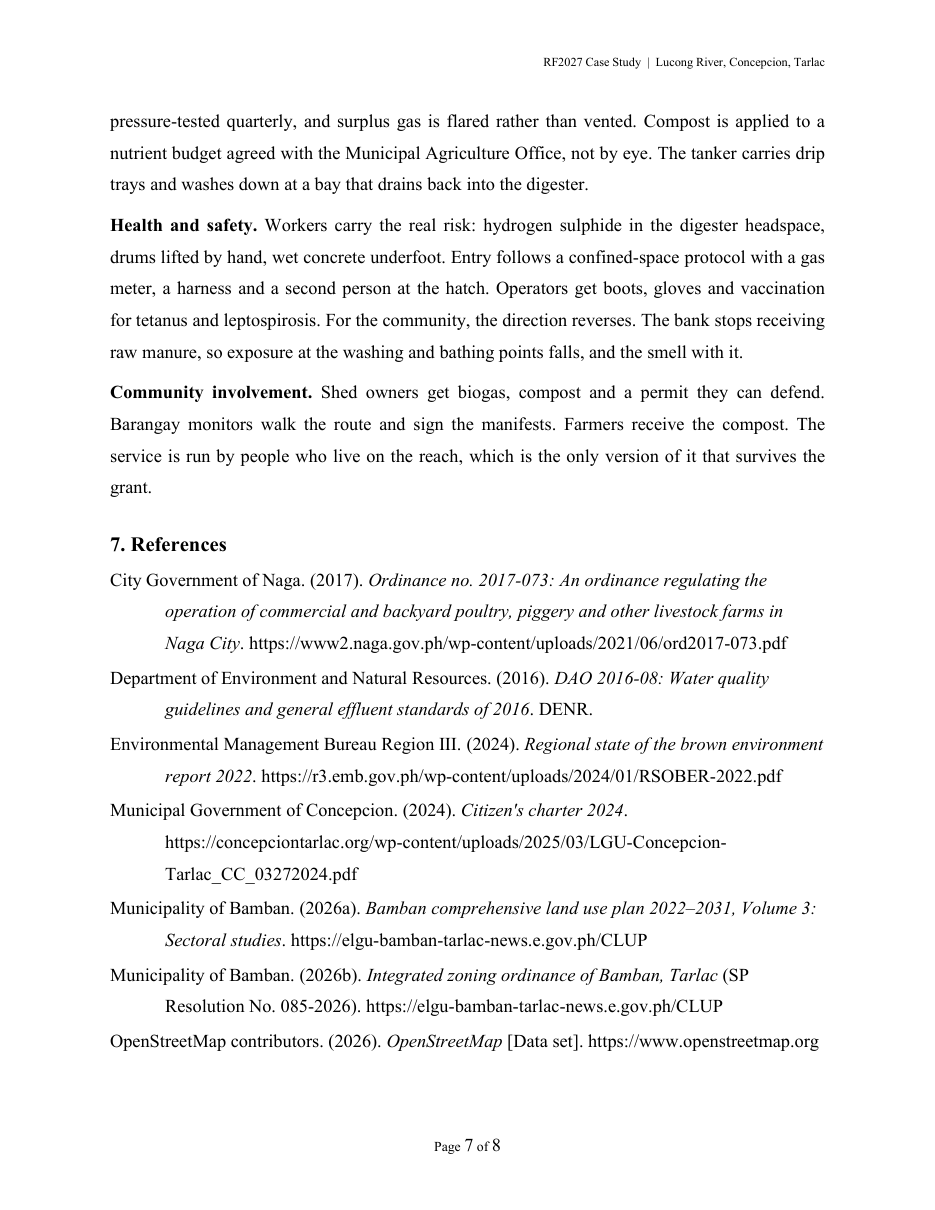 RF2027 Case Study | Lucong River, Concepcion, Tarlac
pressure-tested quarterly, and surplus gas is flared rather than vented. Compost is applied to a
nutrient budget agreed with the Municipal Agriculture Office, not by eye. The tanker carries drip
trays and washes down at a bay that drains back into the digester.
Health and safety. Workers carry the real risk: hydrogen sulphide in the digester headspace,
drums lifted by hand, wet concrete underfoot. Entry follows a confined-space protocol with a gas
meter, a harness and a second person at the hatch. Operators get boots, gloves and vaccination
for tetanus and leptospirosis. For the community, the direction reverses. The bank stops receiving
raw manure, so exposure at the washing and bathing points falls, and the smell with it.
Community involvement. Shed owners get biogas, compost and a permit they can defend.
Barangay monitors walk the route and sign the manifests. Farmers receive the compost. The
service is run by people who live on the reach, which is the only version of it that survives the
grant.
7. References
City Government of Naga. (2017). Ordinance no. 2017-073: An ordinance regulating the
operation of commercial and backyard poultry, piggery and other livestock farms in
Naga City. https://www2.naga.gov.ph/wp-content/uploads/2021/06/ord2017-073.pdf
Department of Environment and Natural Resources. (2016). DAO 2016-08: Water quality
guidelines and general effluent standards of 2016. DENR.
Environmental Management Bureau Region III. (2024). Regional state of the brown environment
report 2022. https://r3.emb.gov.ph/wp-content/uploads/2024/01/RSOBER-2022.pdf
Municipal Government of Concepcion. (2024). Citizen's charter 2024.
https://concepciontarlac.org/wp-content/uploads/2025/03/LGU-Concepcion-
Tarlac_CC_03272024.pdf
Municipality of Bamban. (2026a). Bamban comprehensive land use plan 2022–2031, Volume 3:
Sectoral studies. https://elgu-bamban-tarlac-news.e.gov.ph/CLUP
Municipality of Bamban. (2026b). Integrated zoning ordinance of Bamban, Tarlac (SP
Resolution No. 085-2026). https://elgu-bamban-tarlac-news.e.gov.ph/CLUP
OpenStreetMap contributors. (2026). OpenStreetMap [Data set]. https://www.openstreetmap.org
Page 7 of 8